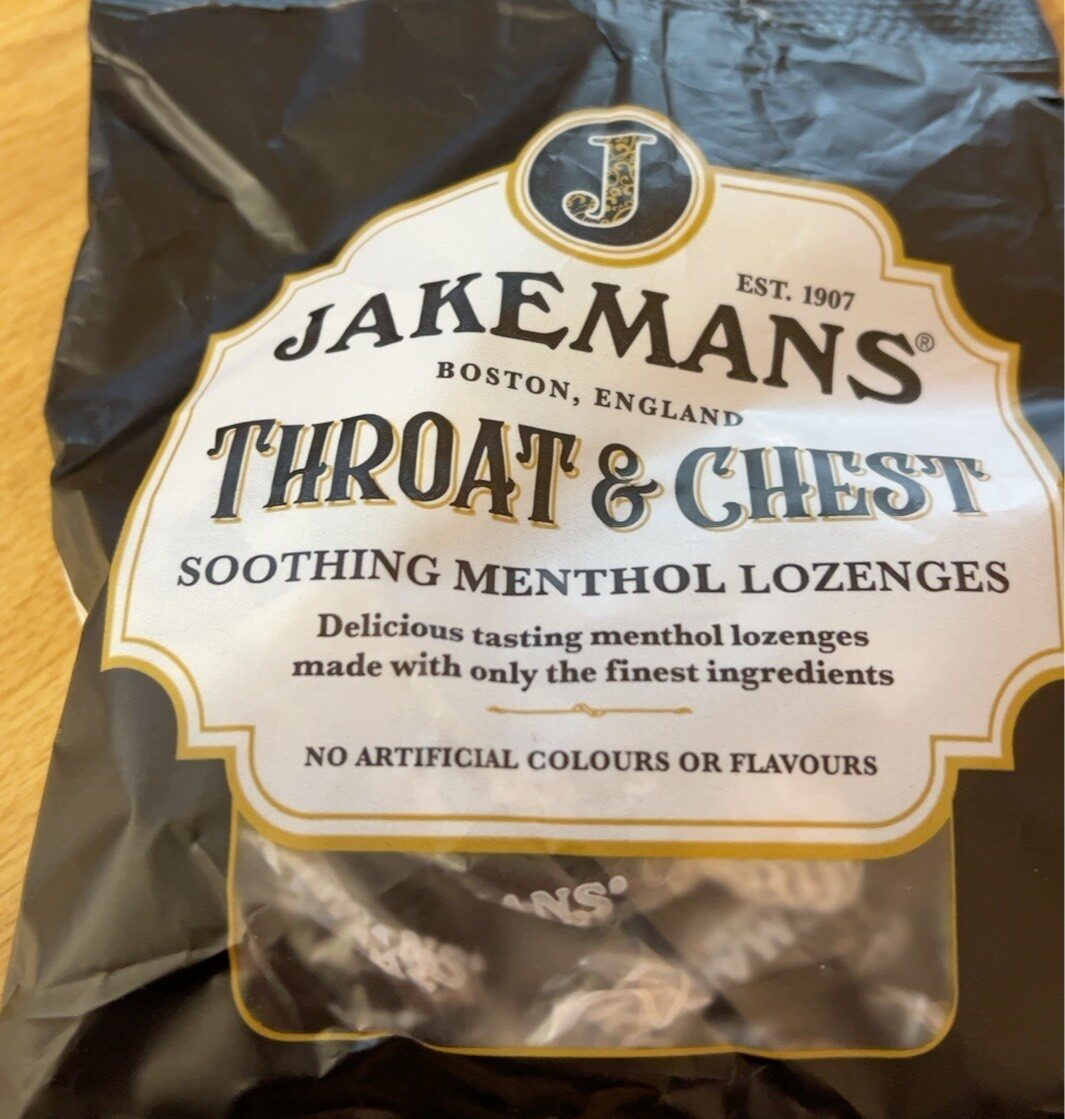 J
EST. 1907
JAKEMANS®
BOSTON, ENGLAND
THROAT & CHEST
SOOTHING MENTHOL LOZENGES
Delicious tasting menthol lozenges
made with only the finest ingredients
NO ARTIFICIAL COLOURS OR FLAVOURS